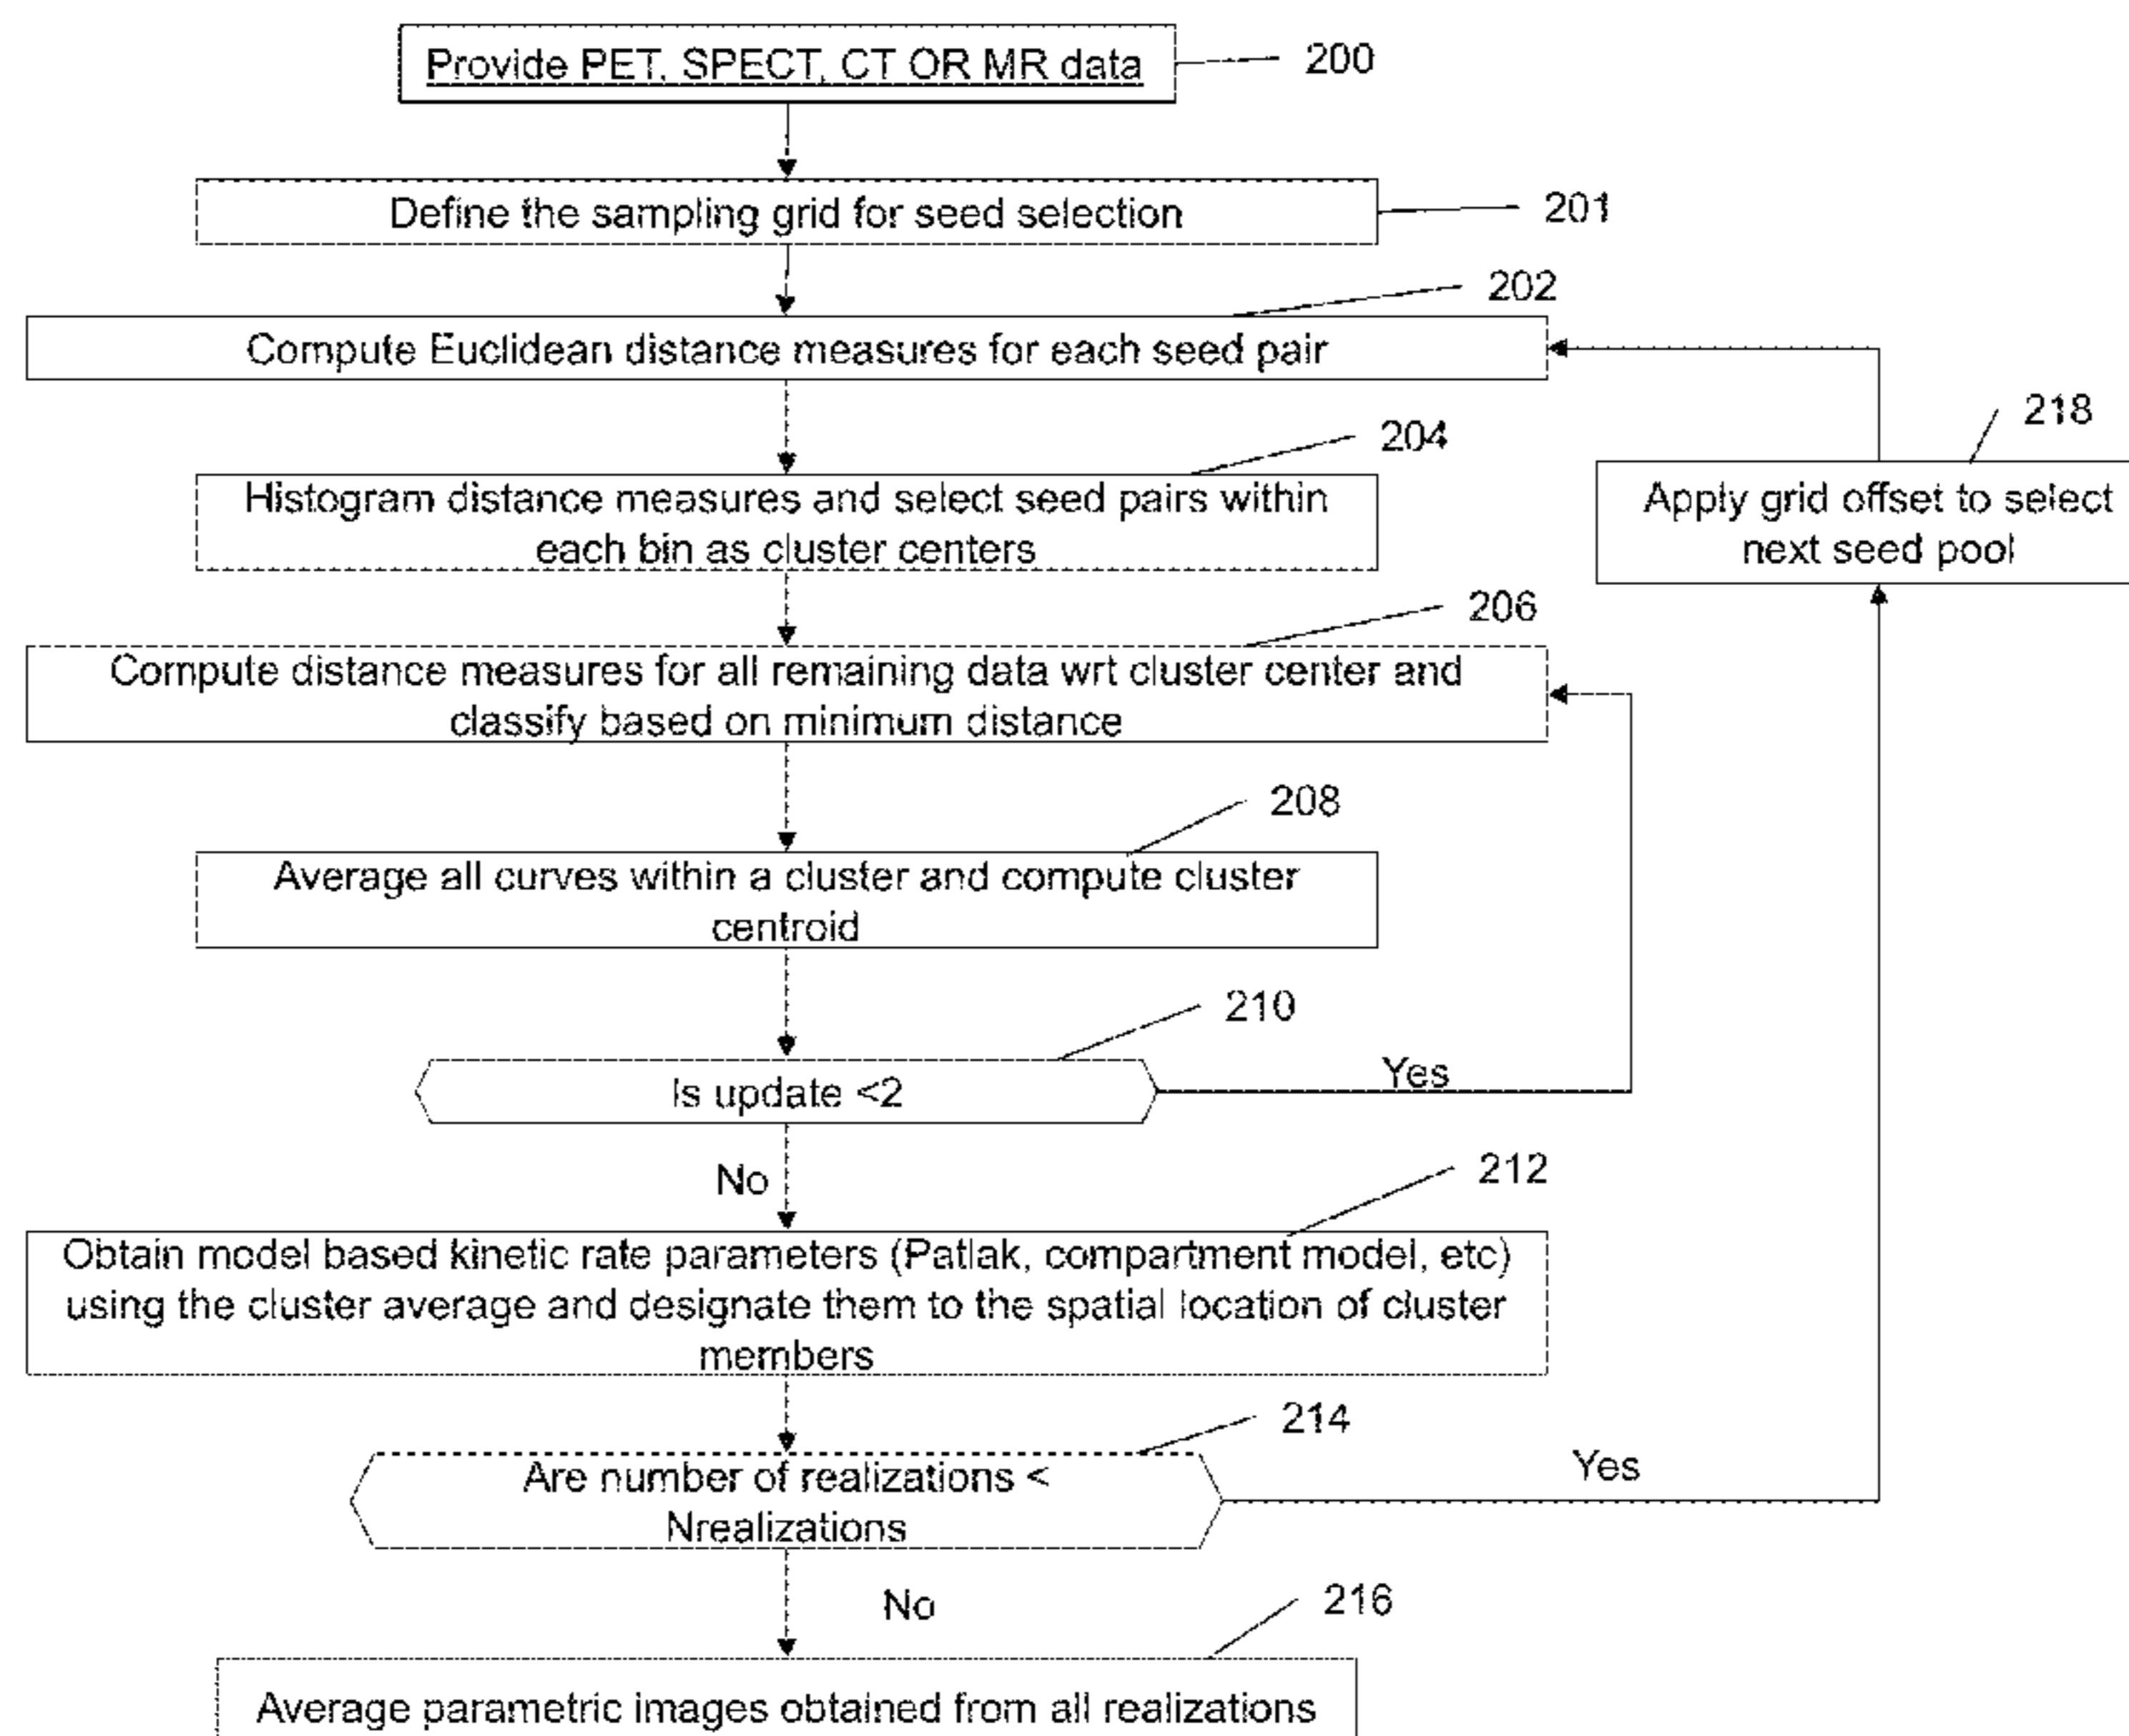 Provide PET, SPECT, CT OR MR data
200
Define the sampling grid for seed selection
201
202
Compute Euclidean distance measures for each seed pair
204
218
Histogram distance measures and select seed pairs within
each bin as cluster centers
Apply grid offset to select
next seed pool
206
Compute distance measures for all remaining data wrt cluster center and
classify based on minimum distance
208
Average all curves within a cluster and compute cluster
centroid
210
Is update <2
Yes
No
212
Obtain model based kinetic rate parameters (Patlak, compartment model, etc)
using the cluster average and designate them to the spatial location of cluster
members
214
Are number of realizations <
Nrealizations
Yes
No
216
Average parametric images obtained from all realizations